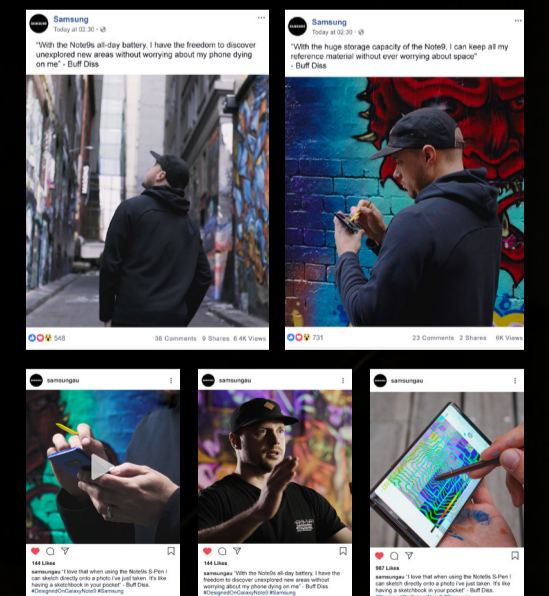 Samsung
Today at 02:30 ·
"With the Note9s all-day battery, I have the freedom to discover
unexplored new areas without worrying about my phone dying
on me" - Buff Diss
548
38 Comments 9 Shares 6.4K Views
Samsung
Today at 02:30 ·
"With the huge storage capacity of the Note9, I can keep all my
reference material without ever worrying about space"
- Buff Diss
731
23 Comments 2 Shares 6K Views
samsungau
144 Likes
samsungau "I love that when using the Note9s S-Pen I
can sketch directly onto a photo i've just taken. It's like
having a sketchbook in your pocket" - Buff Diss.
#DesignedOnGalaxyNote9 #Samsung
samsungau
144 Likes
samsungau "With the Note9s all-day battery, I have the
freedom to discover unexplored new areas without
worrying about my phone dying on me" - Buff Diss.
#DesignedOnGalaxyNote9 #Samsung
samsungau
987 Likes
samsungau "I love that when using the Note9s S-Pen I
can sketch directly onto a photo i've just taken. It's like
having a sketchbook in your pocket" - Buff Diss.
#DesignedOnGalaxyNote9 #Samsung